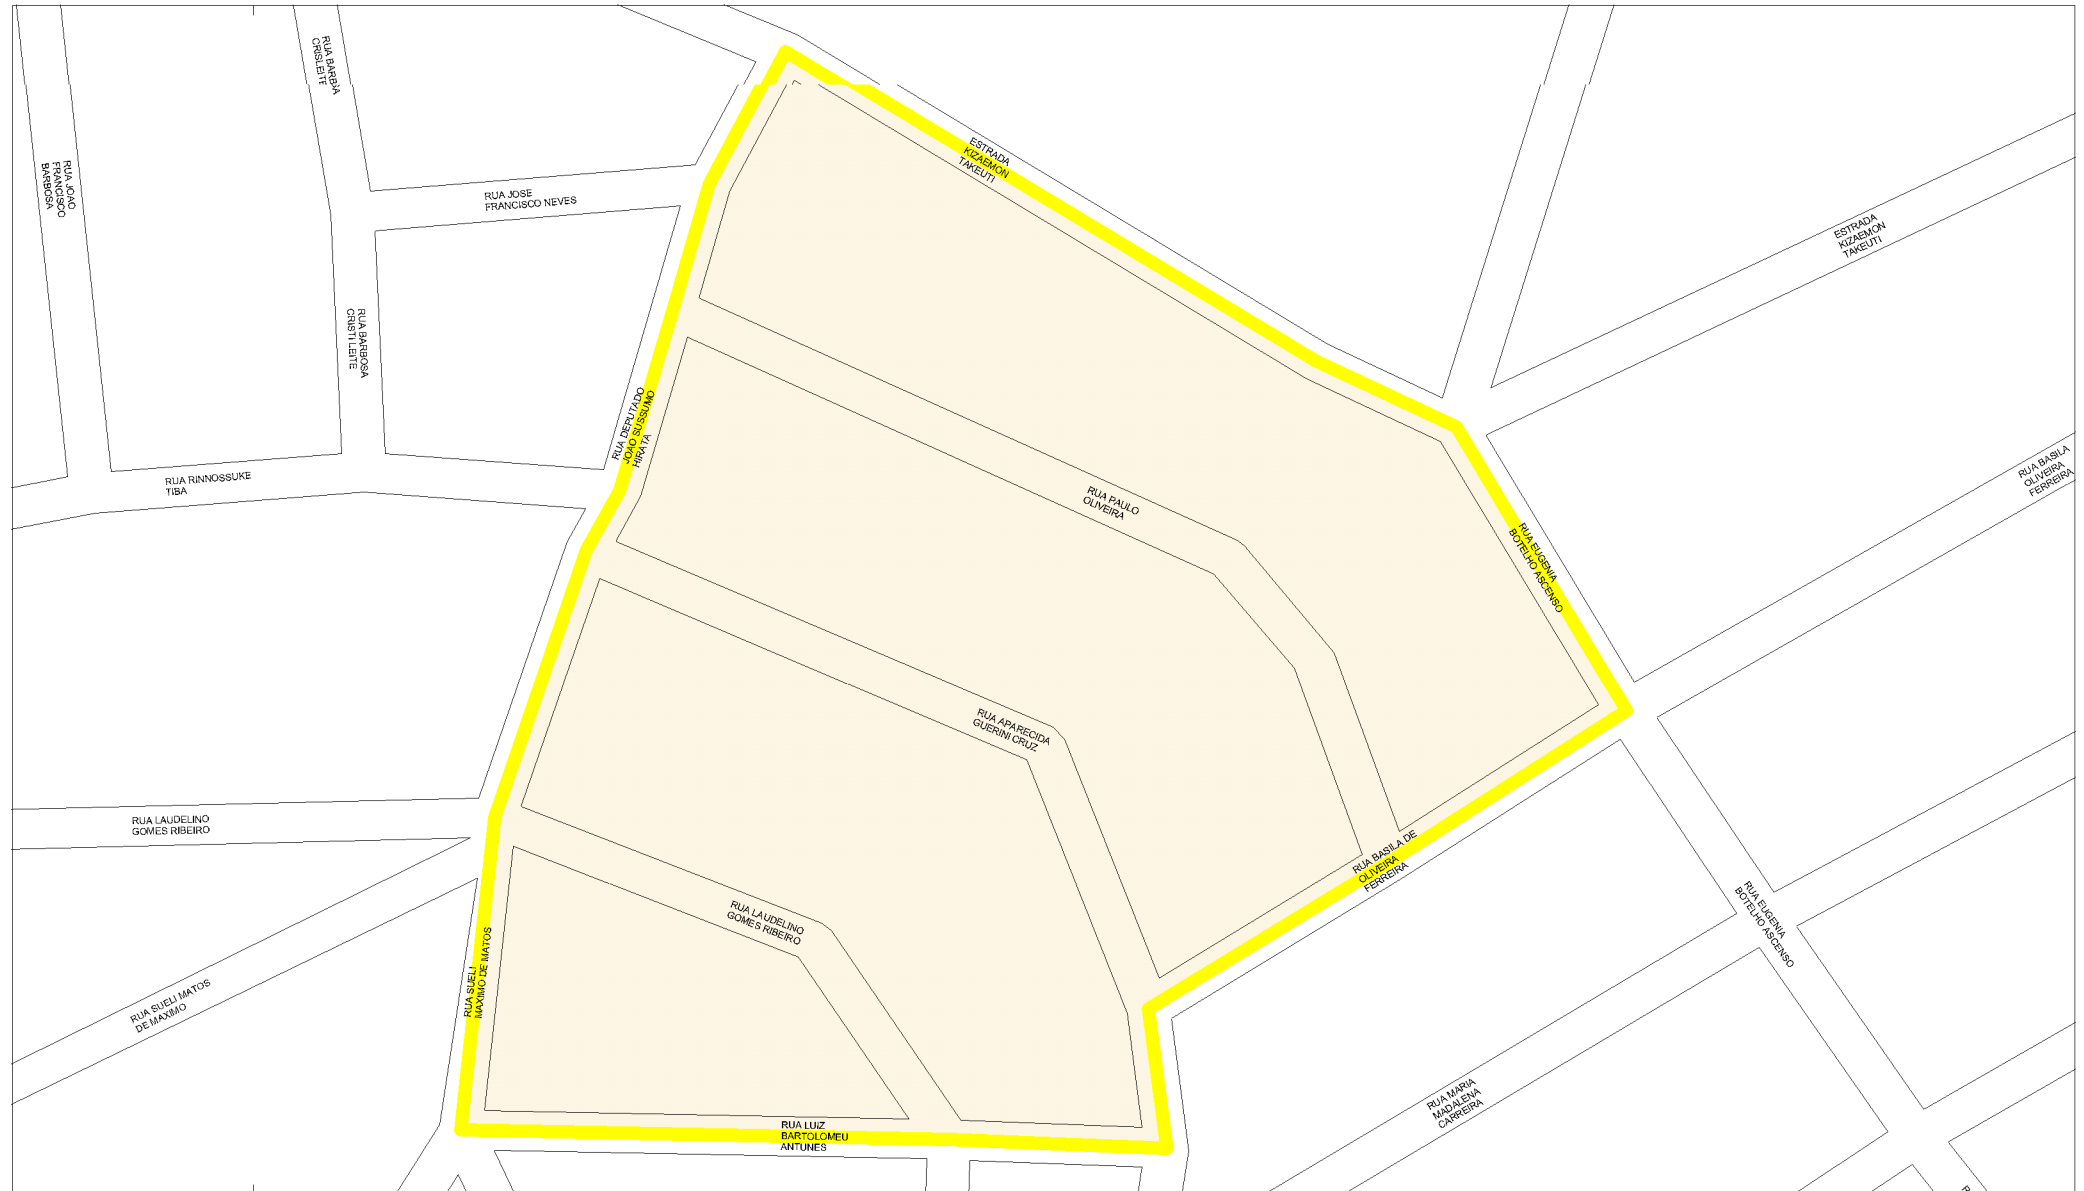 RUA BARBSA
CRISLEITE
RUA JOAO
FRANCISCO
BARBOSA
RUA JOSE
FRANCISCO NEVES
ESTRADA
KIZAEMON
TAKEUTI
ESTRADA
KIZAEMON
TAKEUTI
RUA BARBOSA
CRISTI LEITE
RUA DEPUTADO
JOAO SUSSUMO
HIRATA
RUA RINNOSSUKE
TIBA
RUA PAULO
OLIVEIRA
RUA EUGENIA
BOTELHO ASCENSO
RUA BASILA
OLIVEIRA
FERREIRA
RUA APARECIDA
GUERINI CRUZ
RUA LAUDELINO
GOMES RIBEIRO
RUA BASILA DE
OLIVEIRA
FERREIRA
RUA LAUDELINO
GOMES RIBEIRO
RUA EUGENIA
BOTELHO ASCENSO
RUA SUELI
MAXIMO DE MATOS
RUA SUELI MATOS
DE MAXIMO
RUA MARIA
MADALENA
CARREIRA
RUA LUIZ
BARTOLOMEU
ANTUNES